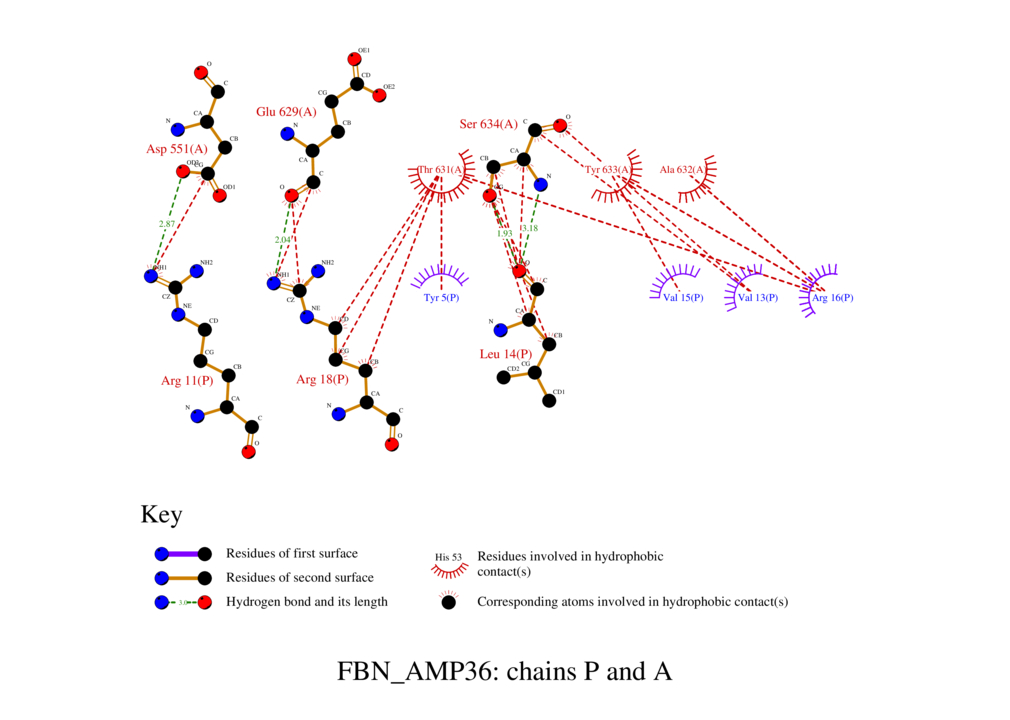 OE1
O
C
CD
OE2
CG
CA
N
Glu 629(A)
N
CB
Ser 634(A)
C
O
CB
CA
Asp 551(A)
CA
CB
CG
OD1
C
O
Thr 631(A)
Tyr 633(A)
Ala 632(A)
N
2.87
2.04
1.93
3.18
NH1
NH2
CZ
NE
CD
CG
CB
Arg 11(P)
CA
N
C
O
NH1
NH2
CZ
NE
CD
CG
CB
Arg 18(P)
CA
N
C
O
Tyr 5(P)
O
C
CA
N
CB
Leu 14(P)
CG
CD2
CD1
Val 15(P)
Val 13(P)
Arg 16(P)
Key
Residues of first surface
Residues of second surface
Hydrogen bond and its length
3.0
His 53
Residues involved in hydrophobic
contact(s)
Corresponding atoms involved in hydrophobic contact(s)
FBN_AMP36: chains P and A